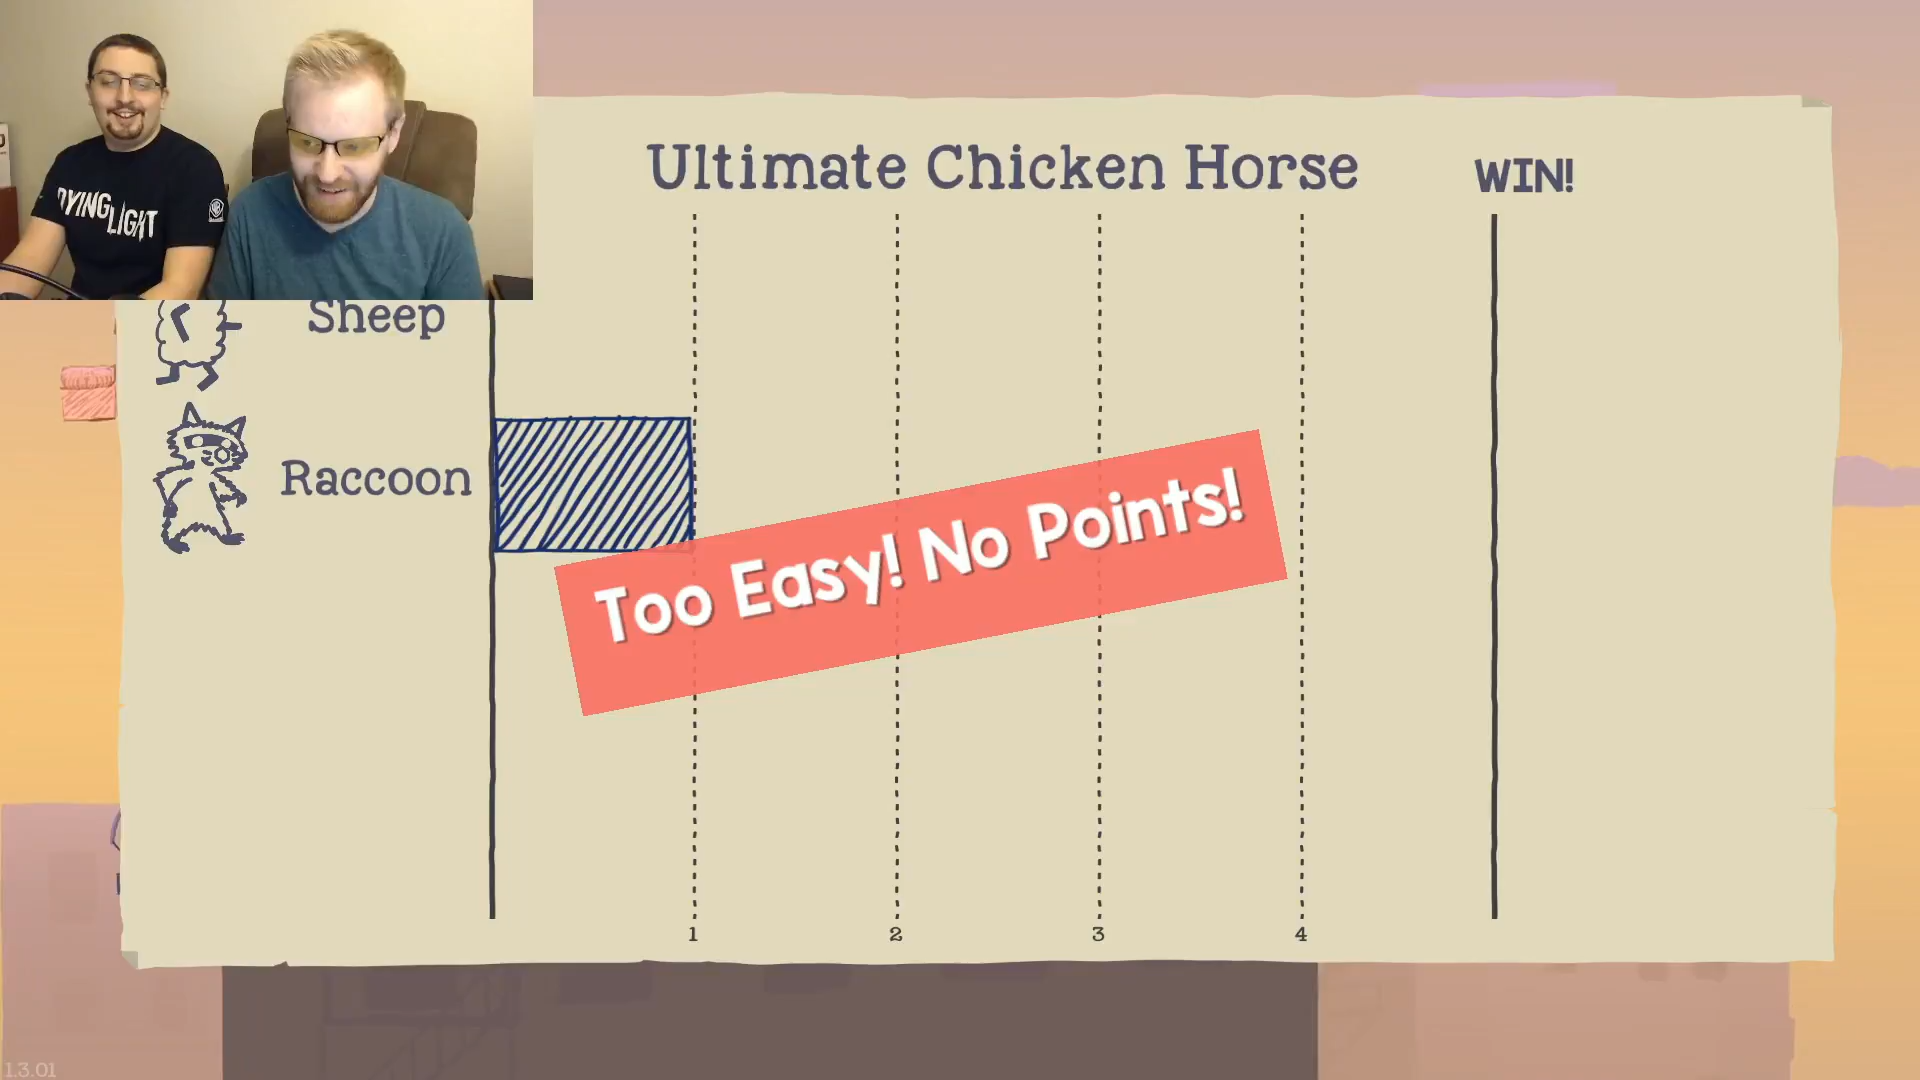 DYING
LIGHT
Ultimate Chicken Horse
WIN!
Sheep
Raccoon
Too Easy! No Points!
1 2 3 4
1.3.01